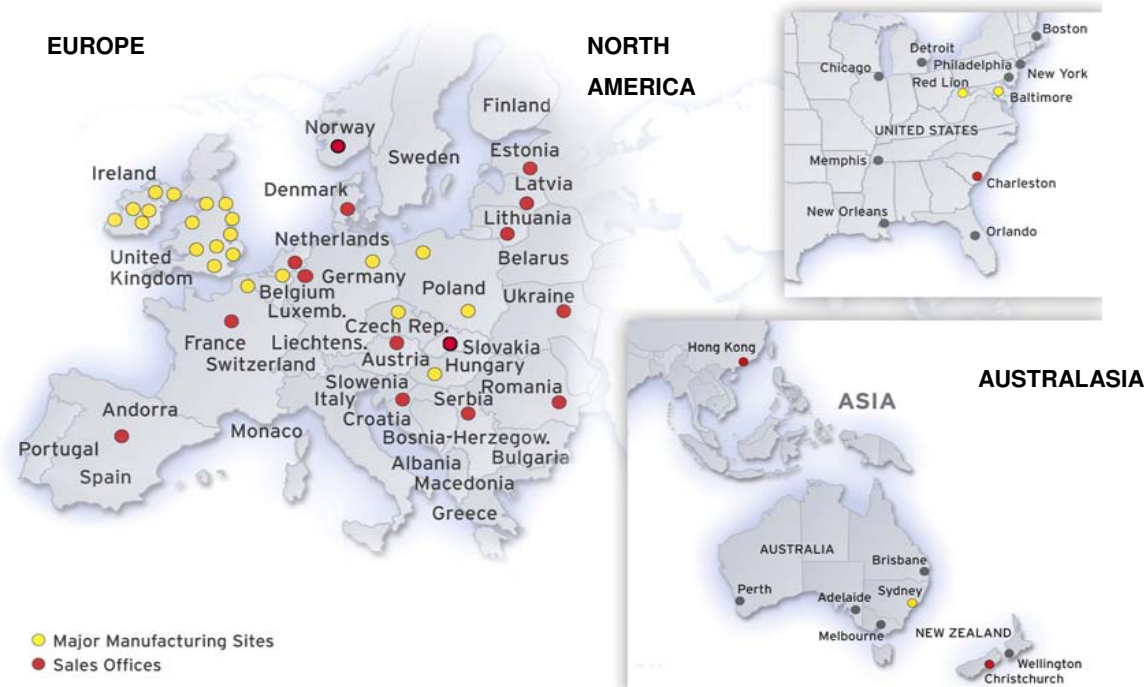 EUROPE
NORTH
AMERICA
Finland
Norway
Sweden
Estonia
Ireland
Denmark
Latvia
Lithuania
Netherlands
United
Kingdom
Belarus
Germany
Belgium
Poland
Ukraine
Luxemb.
Czech Rep.
France
Liechtens.
Slovakia
Switzerland
Austria
Hungary
Slowenia
Romania
Italy
Serbia
Andorra
Croatia
Monaco
Bosnia-Herzegow.
Portugal
Bulgaria
Spain
Albania
Macedonia
Greece
Major Manufacturing Sites
Sales Offices
Boston
Detroit
Chicago
Philadelphia
New York
Red Lion
Baltimore
UNITED STATES
Memphis
Charleston
New Orleans
Orlando
Hong Kong
AUSTRALASIA
ASIA
AUSTRALIA
Brisbane
Perth
Adelaide
Sydney
Melbourne
NEW ZEALAND
Wellington
Christchurch